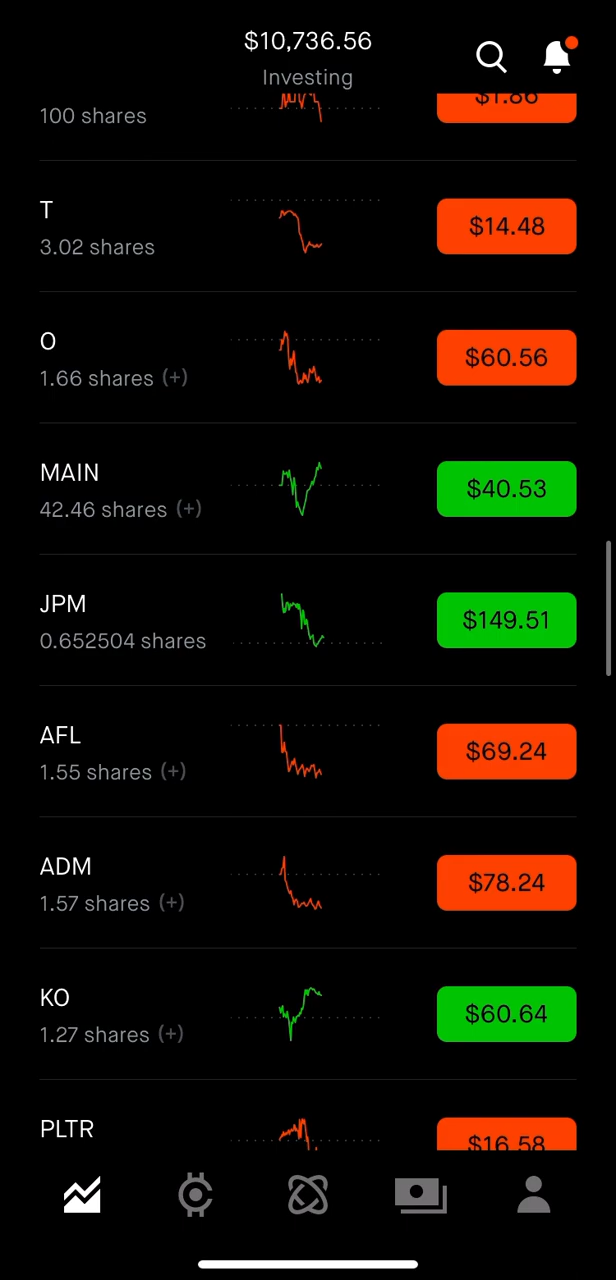 $10,736.56
Investing
100 shares
$1.86
T
3.02 shares
$14.48
O
1.66 shares (+)
$60.56
MAIN
42.46 shares (+)
$40.53
JPM
0.652504 shares
$149.51
AFL
1.55 shares (+)
$69.24
ADM
1.57 shares (+)
$78.24
KO
1.27 shares (+)
$60.64
PLTR
$16.58